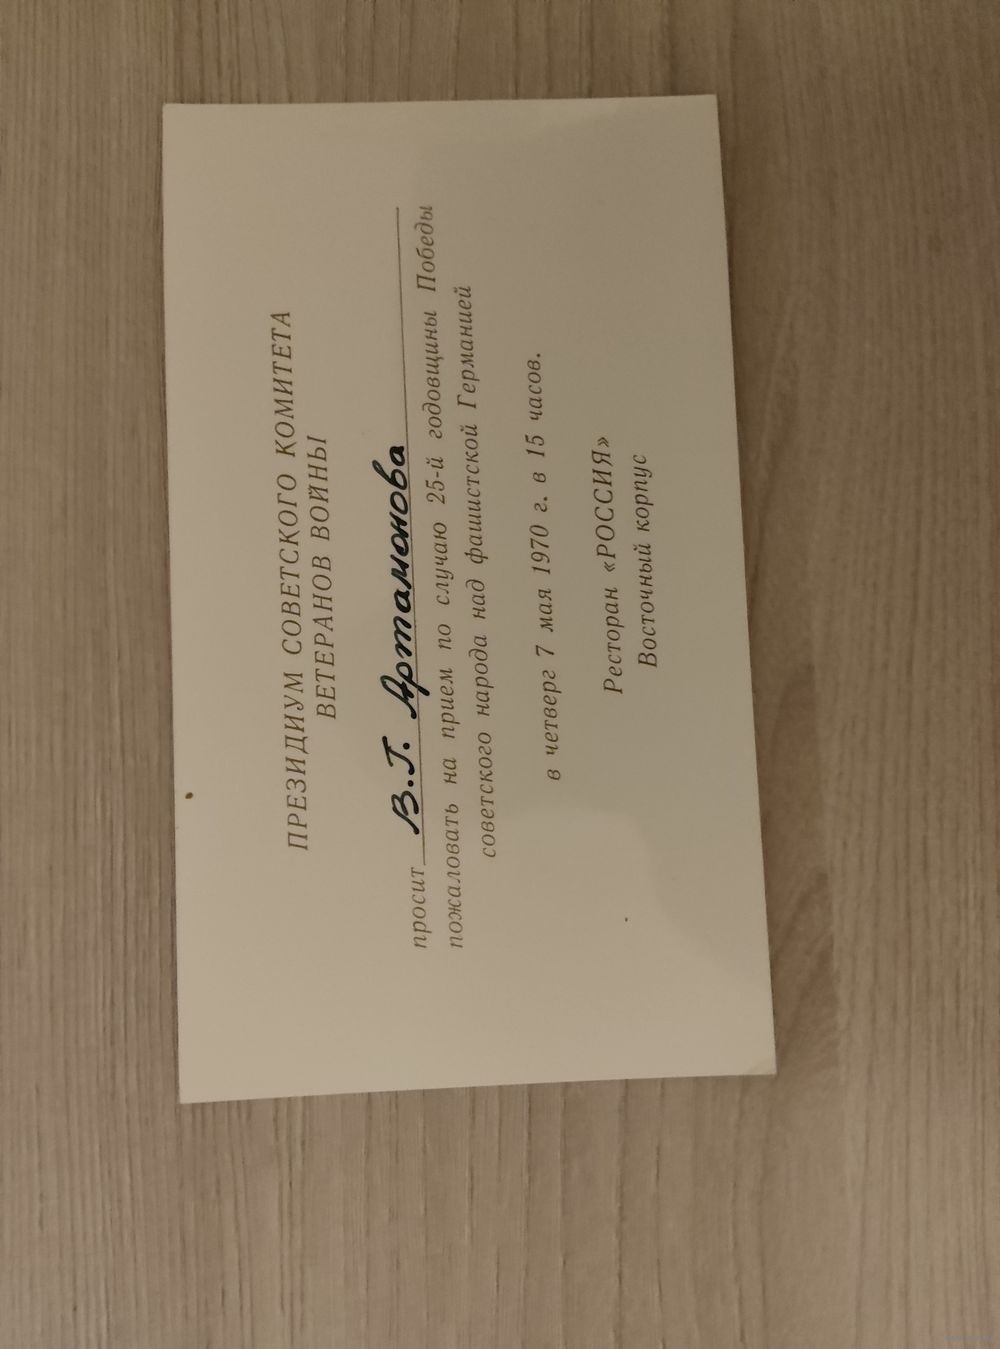 ПРЕЗИДИУМ СОВЕТСКОГО КОМИТЕТА
ВЕТЕРАНОВ ВОЙНЫ
просит В.Г. Артамонова
пожаловать на прием по случаю 25-й годовщины Победы
советского народа над фашистской Германией
в четверг 7 мая 1970 г. в 15 часов.
Ресторан «РОССИЯ»
Восточный корпус